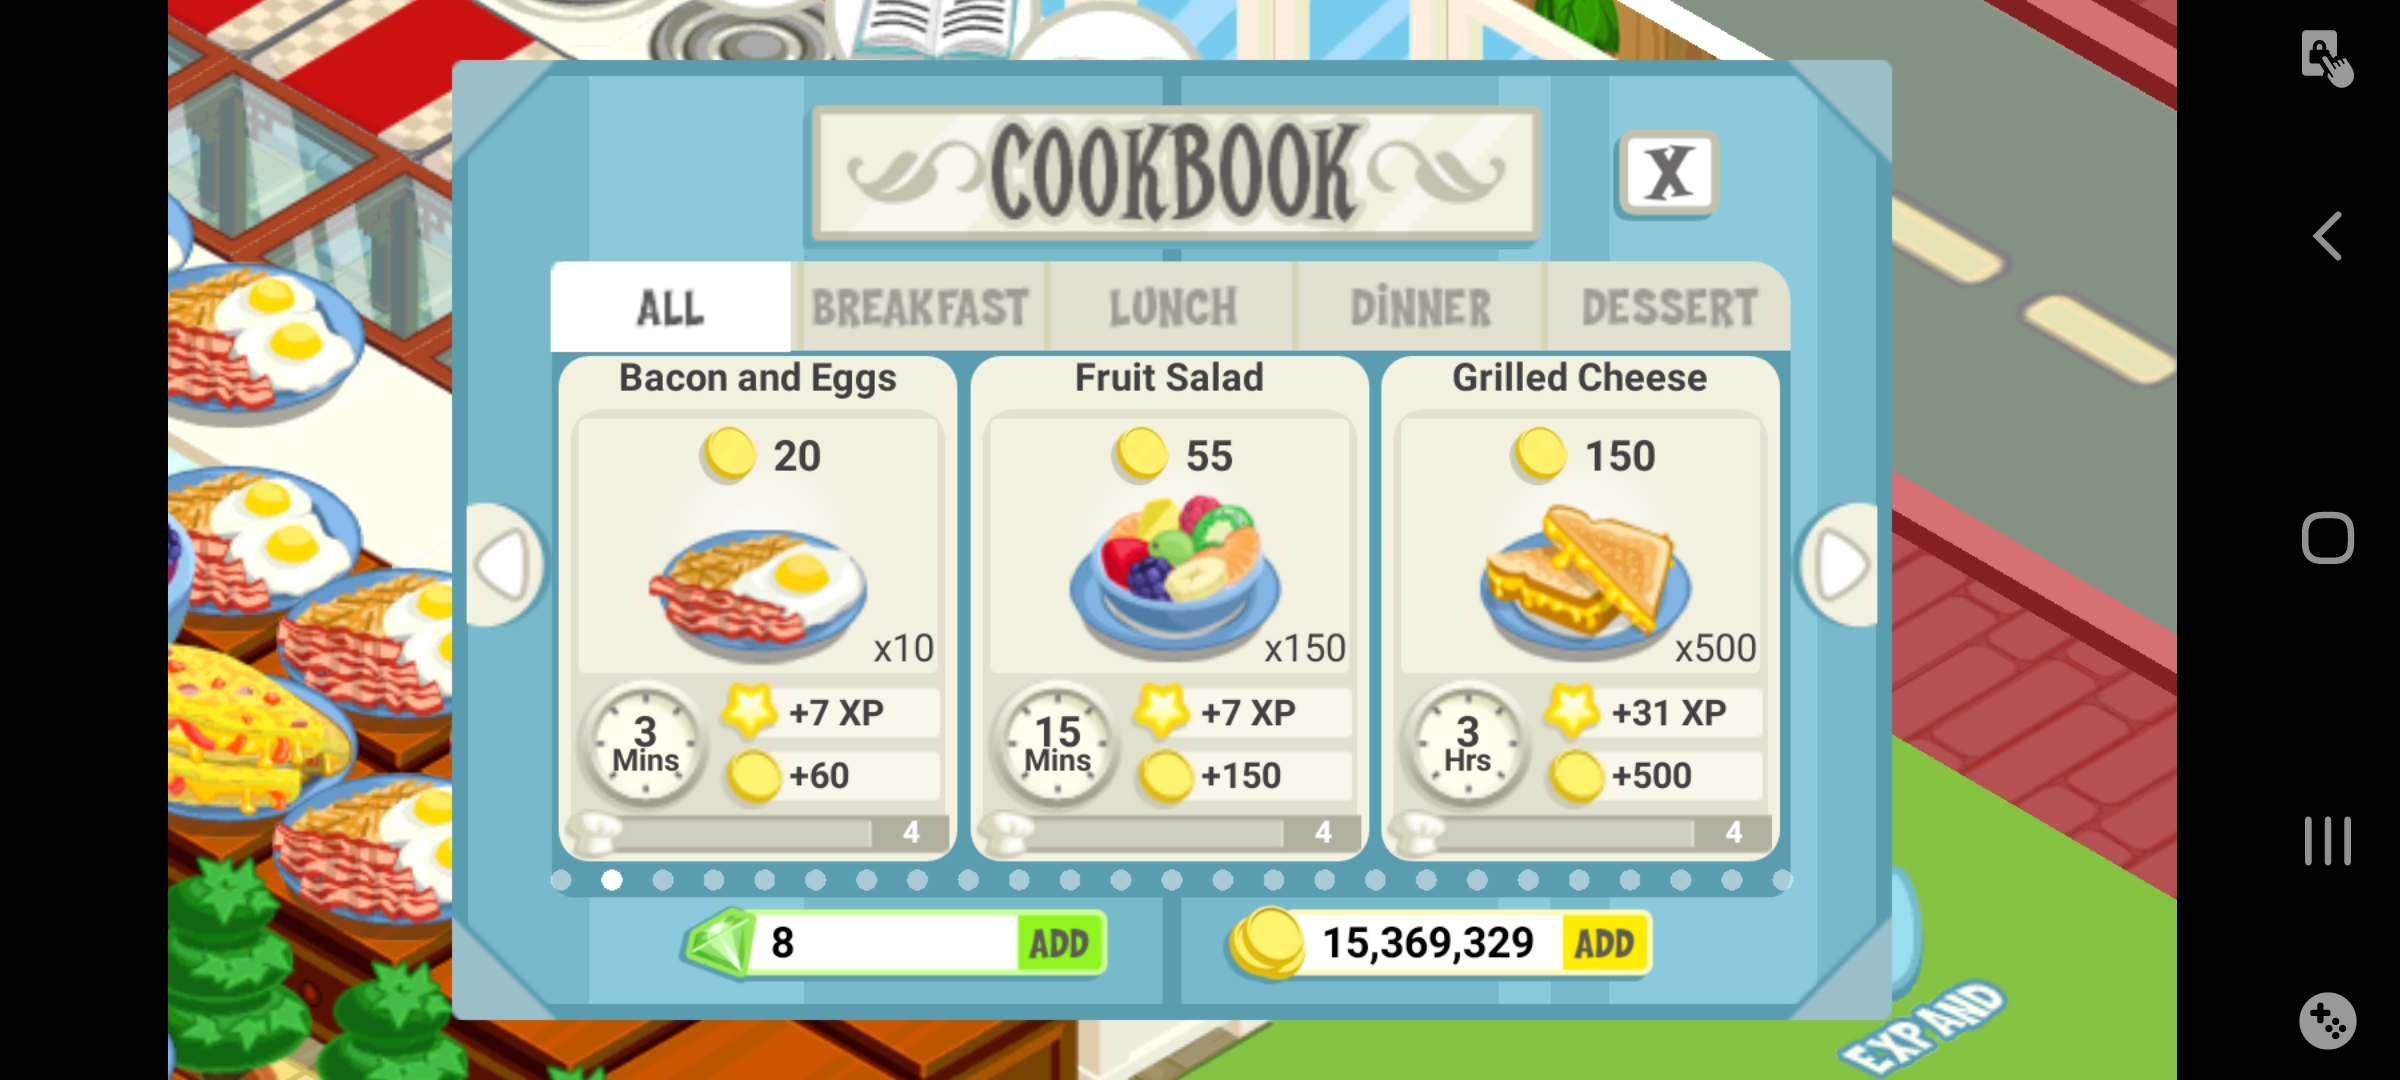 COOKBOOK
X
ALL
BREAKFAST
LUNCH
DINNER
DESSERT
Bacon and Eggs
20
x10
3
Mins
+7 XP
+60
4
Fruit Salad
55
x150
15
Mins
+7 XP
+150
4
Grilled Cheese
150
x500
3
Hrs
+31 XP
+500
4
8
ADD
15,369,329
ADD
EXPAND